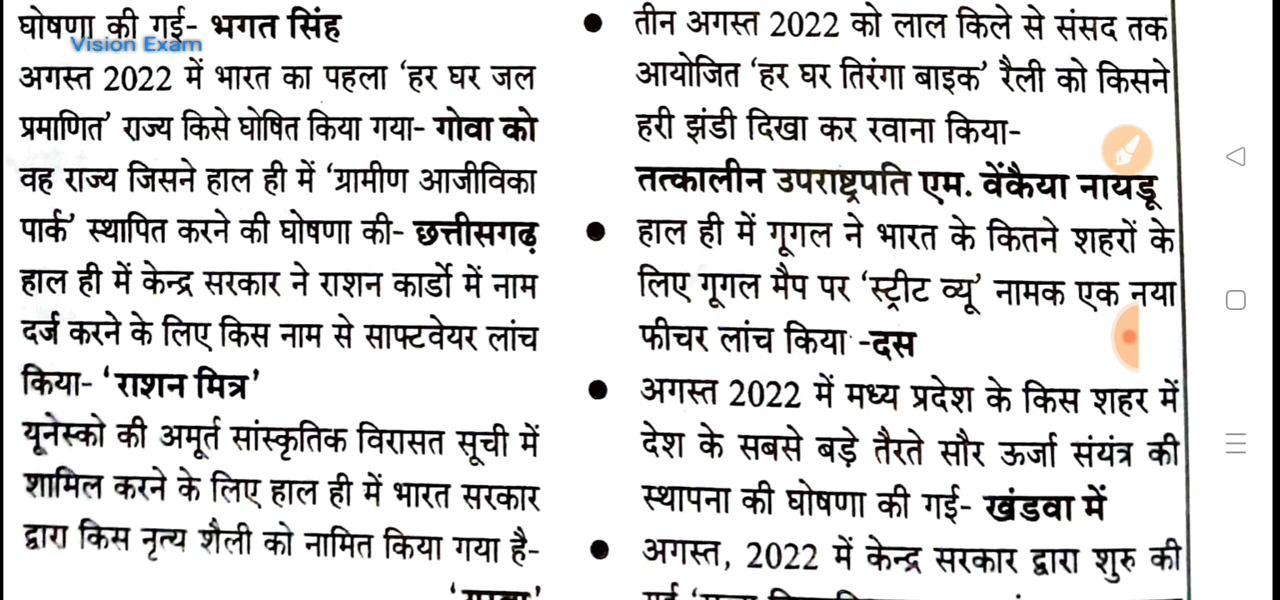 घोषणा की गई- भगत सिंह
Vision Exam
अगस्त 2022 में भारत का पहला ‘हर घर जल
प्रमाणित’ राज्य किसे घोषित किया गया- गोवा को
वह राज्य जिसने हाल ही में ‘ग्रामीण आजीविका
पार्क’ स्थापित करने की घोषणा की- छत्तीसगढ़
हाल ही में केन्द्र सरकार ने राशन कार्डो में नाम
दर्ज करने के लिए किस नाम से साफ्टवेयर लांच
किया- ‘राशन मित्र’
यूनेस्को की अमूर्त सांस्कृतिक विरासत सूची में
शामिल करने के लिए हाल ही में भारत सरकार
द्वारा किस नृत्य शैली को नामित किया गया है-
● तीन अगस्त 2022 को लाल किले से संसद तक
आयोजित ‘हर घर तिरंगा बाइक’ रैली को किसने
हरी झंडी दिखा कर रवाना किया-
तत्कालीन उपराष्ट्रपति एम. वेंकैया नायडू
● हाल ही में गूगल ने भारत के कितने शहरों के
लिए गूगल मैप पर ‘स्ट्रीट व्यू’ नामक एक नया
फीचर लांच किया -दस
● अगस्त 2022 में मध्य प्रदेश के किस शहर में
देश के सबसे बड़े तैरते सौर ऊर्जा संयंत्र की
स्थापना की घोषणा की गई- खंडवा में
● अगस्त, 2022 में केन्द्र सरकार द्वारा शुरु की